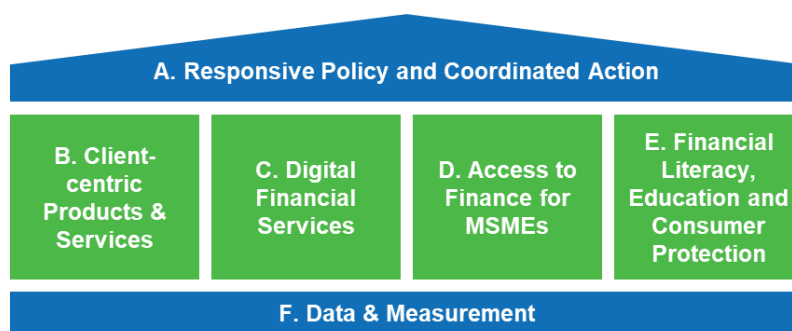 A. Responsive Policy and Coordinated Action
B. Client-
centric
Products &
Services
C. Digital
Financial
Services
D. Access to
Finance for
MSMEs
E. Financial
Literacy,
Education and
Consumer
Protection
F. Data & Measurement